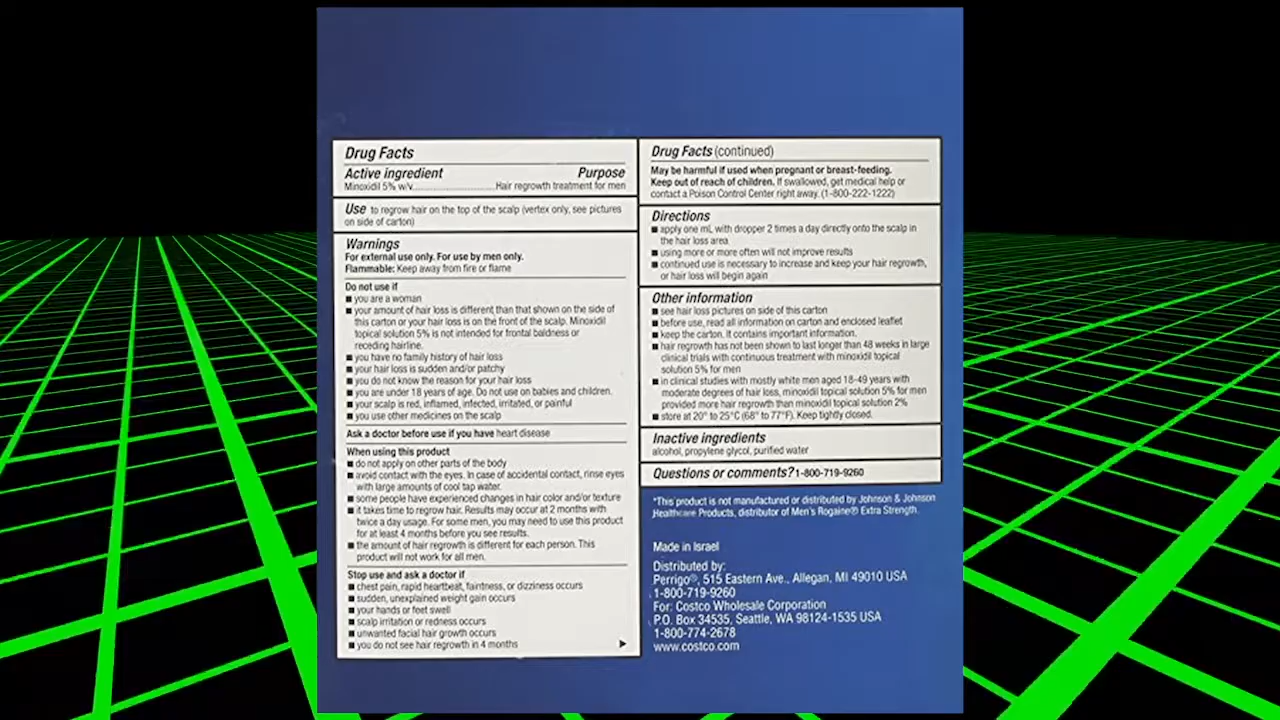 Drug Facts
Active ingredient Purpose
Minoxidil 5% w/v..............................Hair regrowth treatment for men
Use to regrow hair on the top of the scalp (vertex only, see pictures
on side of carton)
Warnings
For external use only. For use by men only.
Flammable: Keep away from fire or flame
Do not use if
■ you are a woman
■ your amount of hair loss is different than that shown on the side of
this carton or your hair loss is on the front of the scalp. Minoxidil
topical solution 5% is not intended for frontal baldness or
receding hairline.
■ you have no family history of hair loss
■ your hair loss is sudden and/or patchy
■ you do not know the reason for your hair loss
■ you are under 18 years of age. Do not use on babies and children.
■ your scalp is red, inflamed, infected, irritated, or painful
■ you use other medicines on the scalp
Ask a doctor before use if you have heart disease
When using this product
■ do not apply on other parts of the body
■ avoid contact with the eyes. In case of accidental contact, rinse eyes
with large amounts of cool tap water.
■ some people have experienced changes in hair color and/or texture
■ it takes time to regrow hair. Results may occur at 2 months with
twice a day usage. For some men, you may need to use this product
for at least 4 months before you see results.
■ the amount of hair regrowth is different for each person. This
product will not work for all men.
Stop use and ask a doctor if
■ chest pain, rapid heartbeat, faintness, or dizziness occurs
■ sudden, unexplained weight gain occurs
■ your hands or feet swell
■ scalp irritation or redness occurs
■ unwanted facial hair growth occurs
■ you do not see hair regrowth in 4 months
Drug Facts (continued)
May be harmful if used when pregnant or breast-feeding.
Keep out of reach of children. If swallowed, get medical help or
contact a Poison Control Center right away. (1-800-222-1222)
Directions
■ apply one mL with dropper 2 times a day directly onto the scalp in
the hair loss area
■ using more or more often will not improve results
■ continued use is necessary to increase and keep your hair regrowth,
or hair loss will begin again
Other information
■ see hair loss pictures on side of this carton
■ before use, read all information on carton and enclosed leaflet
■ keep the carton. It contains important information.
■ hair regrowth has not been shown to last longer than 48 weeks in large
clinical trials with continuous treatment with minoxidil topical
solution 5% for men
■ in clinical studies with mostly white men aged 18-49 years with
moderate degrees of hair loss, minoxidil topical solution 5% for men
provided more hair regrowth than minoxidil topical solution 2%
■ store at 20° to 25°C (68° to 77°F). Keep tightly closed.
Inactive ingredients
alcohol, propylene glycol, purified water
Questions or comments? 1-800-719-9260
*This product is not manufactured or distributed by Johnson & Johnson
Healthcare Products, distributor of Men's Rogaine® Extra Strength.
Made in Israel
Distributed by:
Perrigo®, 515 Eastern Ave., Allegan, MI 49010 USA
1-800-719-9260
For: Costco Wholesale Corporation
P.O. Box 34535, Seattle, WA 98124-1535 USA
1-800-774-2678
www.costco.com